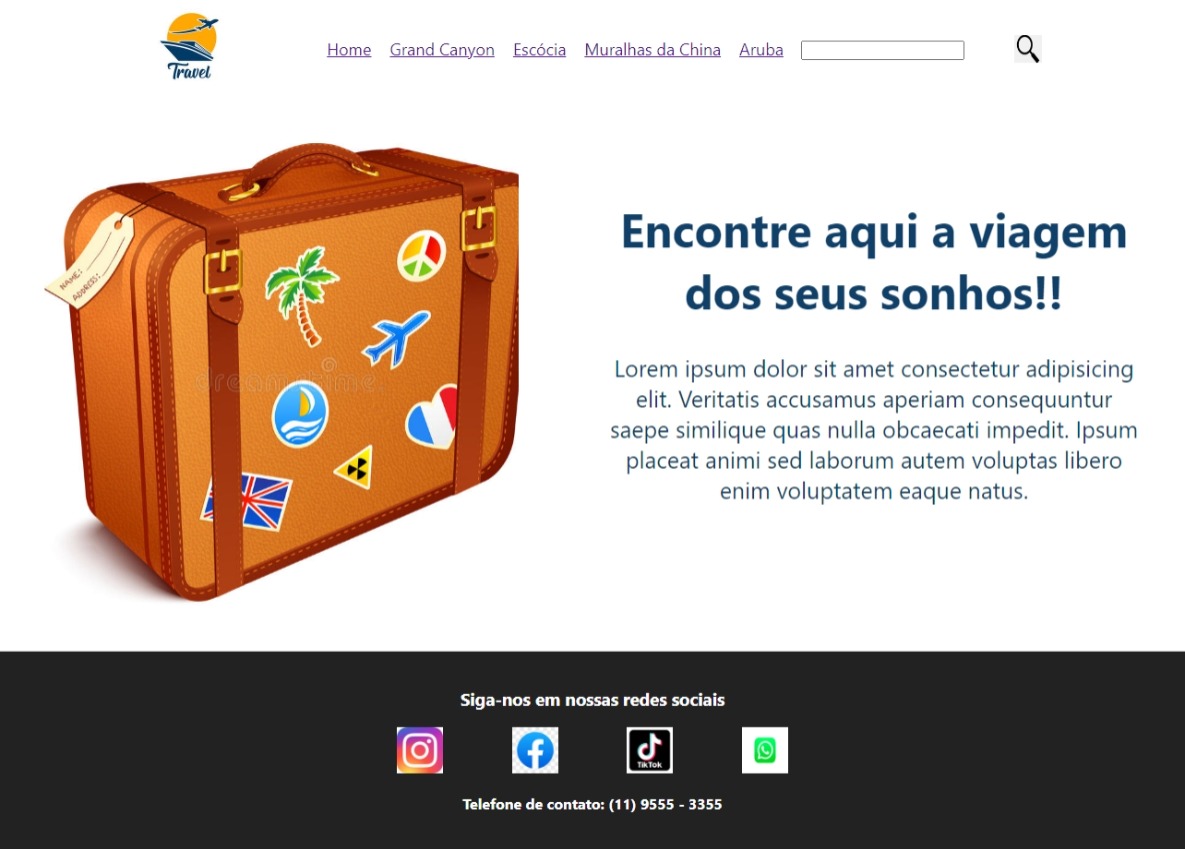 Travel
Home Grand Canyon Escócia Muralhas da China Aruba
NAME:
ADDRESS:
dreamstime.
Encontre aqui a viagem
dos seus sonhos!!
Lorem ipsum dolor sit amet consectetur adipisicing
elit. Veritatis accusamus aperiam consequuntur
saepe similique quas nulla obcaecati impedit. Ipsum
placeat animi sed laborum autem voluptas libero
enim voluptatem eaque natus.
Siga-nos em nossas redes sociais
TikTok
Telefone de contato: (11) 9555 - 3355